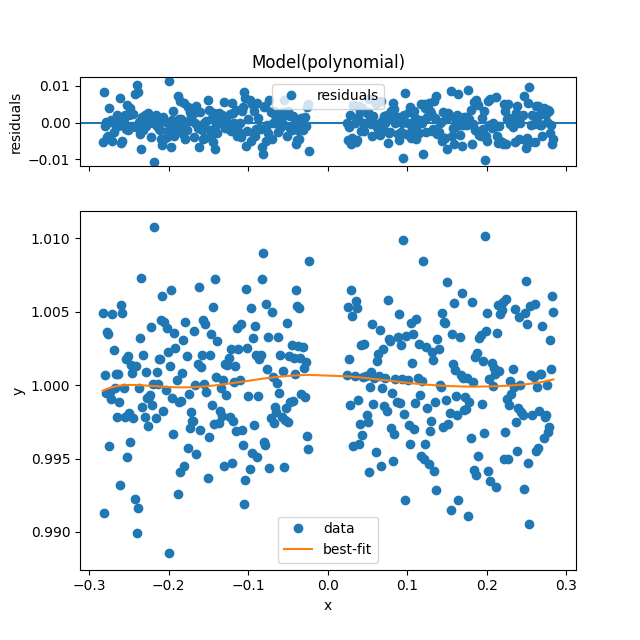 Model(polynomial)
0.01
0.00
−0.01
residuals
residuals
1.010
1.005
1.000
0.995
0.990
y
data
best-fit
−0.3 −0.2 −0.1 0.0 0.1 0.2 0.3
x